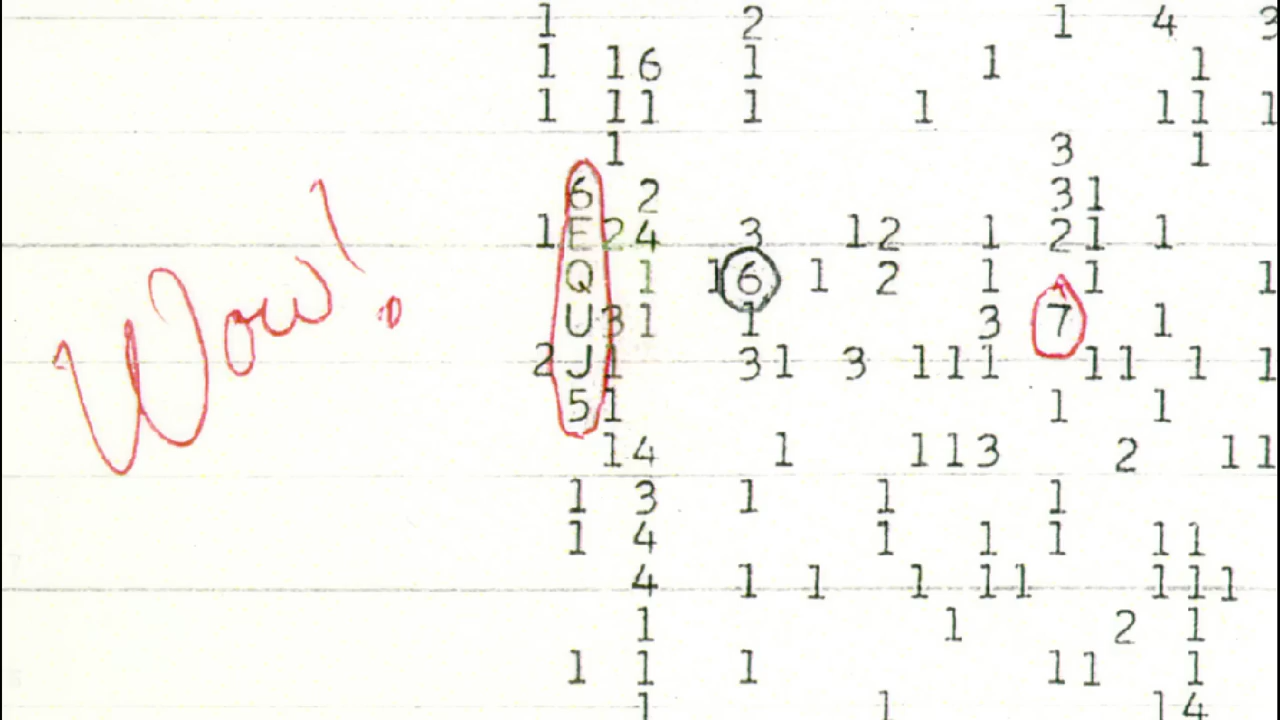 1 2 1 4 3
1 16 1 1 1
1 11 1 1 11 1
1 3 1
6 2 31
1E24 3 12 1 21 1
Q 1 16 1 2 1 1 1
Wow! U31 1 3 7 1
2J1 31 3 111 11 1 1
51 1 1
14 1 113 2 11
1 3 1 1 1
1 4 1 1 1 11
4 1 1 1 11 111
1 1 2 1
1 1 1 11 1
1 1 14